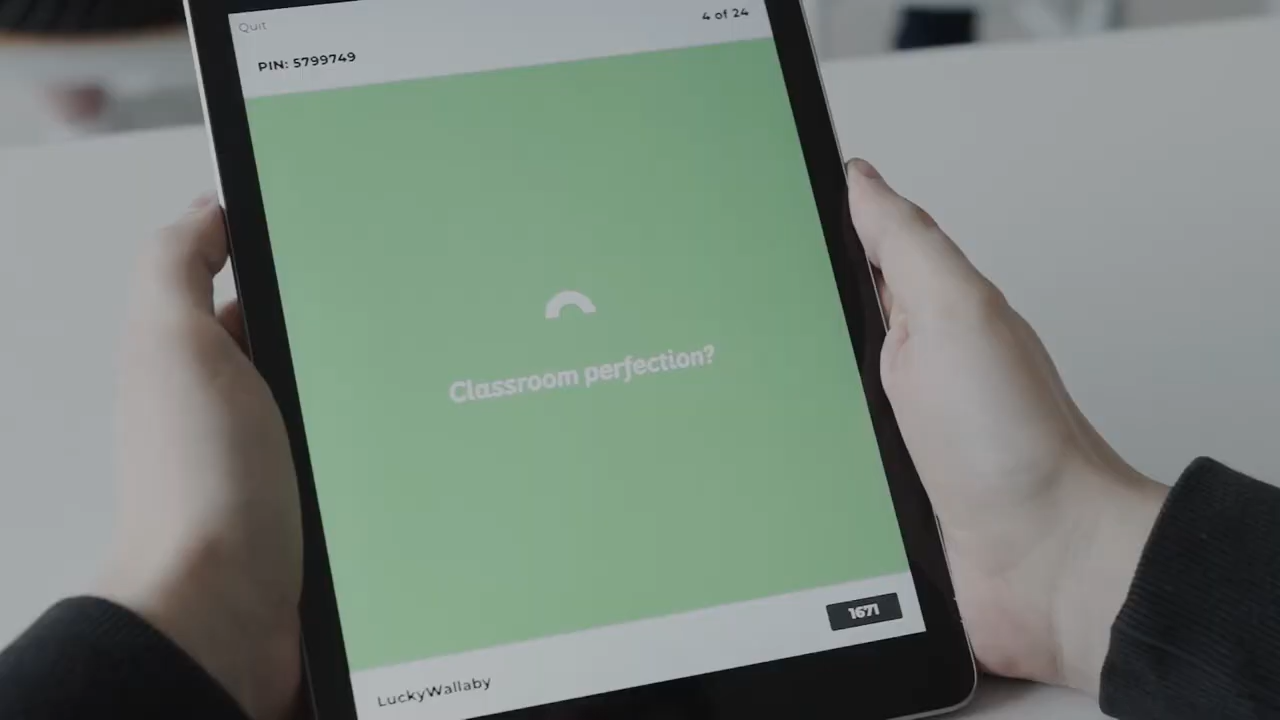 Quit
4 of 24
PIN: 5799749
Classroom perfection?
1671
LuckyWallaby